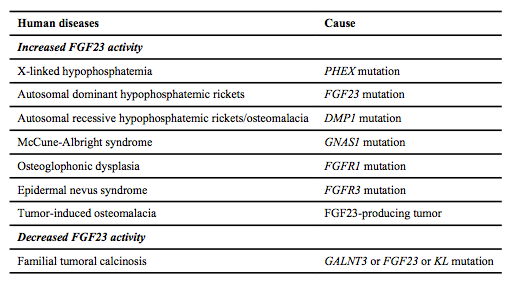 Human diseases Cause
Increased FGF23 activity
X-linked hypophosphatemia PHEX mutation
Autosomal dominant hypophosphatemic rickets FGF23 mutation
Autosomal recessive hypophosphatemic rickets/osteomalacia DMP1 mutation
McCune-Albright syndrome GNAS1 mutation
Osteoglophonic dysplasia FGFR1 mutation
Epidermal nevus syndrome FGFR3 mutation
Tumor-induced osteomalacia FGF23-producing tumor
Decreased FGF23 activity
Familial tumoral calcinosis GALNT3 or FGF23 or KL mutation